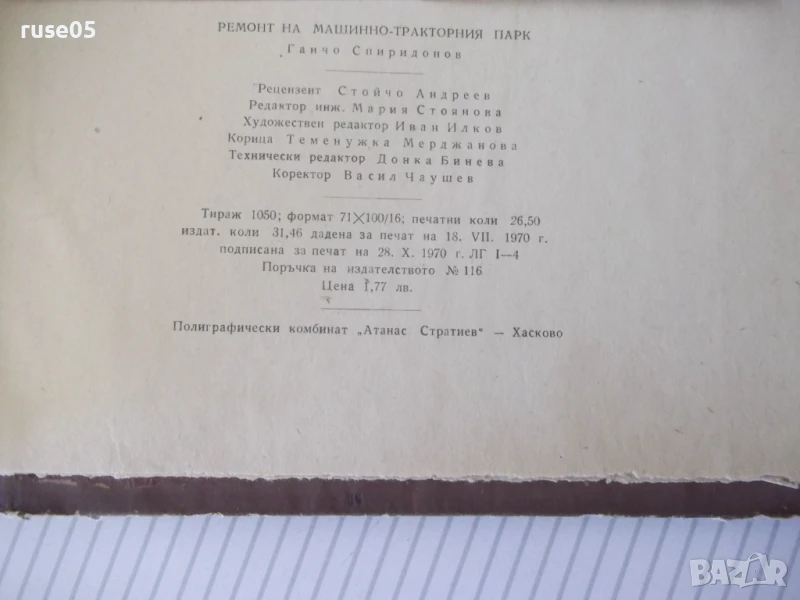 ruse05
РЕМОНТ НА МАШИННО-ТРАКТОРНИЯ ПАРК
Ганчо Спиридонов
Рецензент Стойчо Андреев
Редактор инж. Мария Стоянова
Художествен редактор Иван Илков
Корица Теменужка Мерджанова
Технически редактор Донка Бинева
Коректор Васил Чаушев
Тираж 1050; формат 71×100/16; печатни коли 26,50
издат. коли 31,46 дадена за печат на 18. VII. 1970 г.
подписана за печат на 28. X. 1970 г. ЛГ I—4
Поръчка на издателството № 116
Цена 1,77 лв.
Полиграфически комбинат „Атанас Стратиев" — Хасково
BAZAR